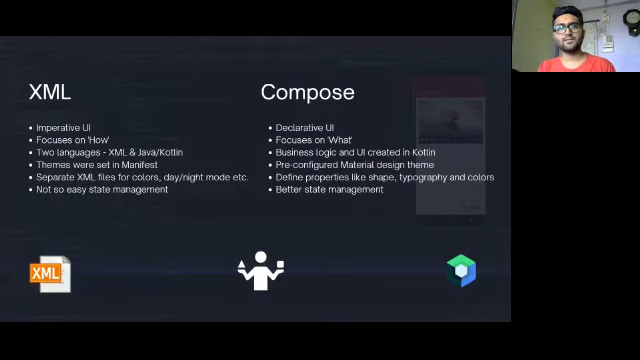 XML
• Imperative UI
• Focuses on 'How'
• Two languages - XML & Java/Kotlin
• Themes were set in Manifest
• Separate XML files for colors, day/night mode etc.
• Not so easy state management
Compose
• Declarative UI
• Focuses on 'What'
• Business logic and UI created in Kotlin
• Pre-configured Material design theme
• Define properties like shape, typography and colors
• Better state management
XML